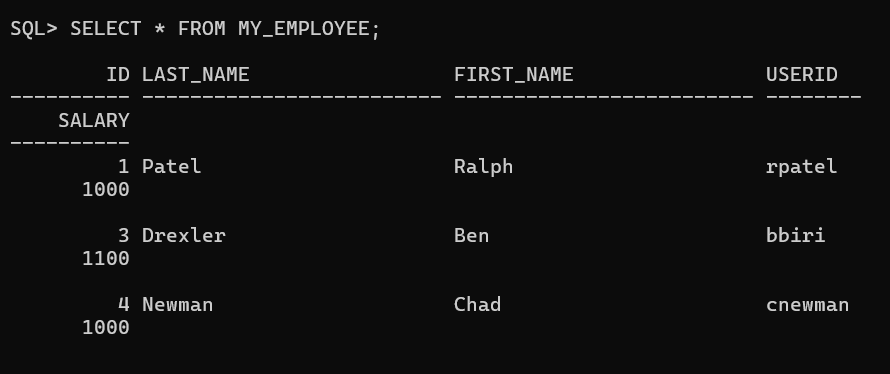 SQL> SELECT * FROM MY_EMPLOYEE;
        ID LAST_NAME                 FIRST_NAME                USERID
---------- ------------------------- ------------------------- --------
    SALARY
----------
         1 Patel                     Ralph                     rpatel
      1000
         3 Drexler                   Ben                       bbiri
      1100
         4 Newman                    Chad                      cnewman
      1000